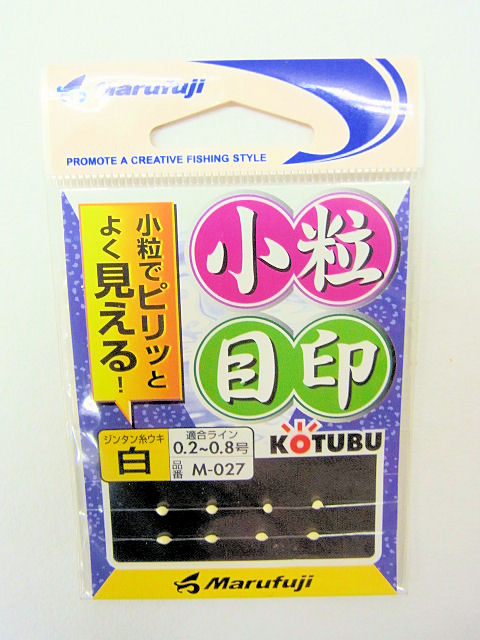 Marufuji
PROMOTE A CREATIVE FISHING STYLE
小粒でピリッと
よく見える!
小粒
目印
ジンタン糸ウキ
白
適合ライン
0.2~0.8号
品番
M-027
KOTUBU
Marufuji